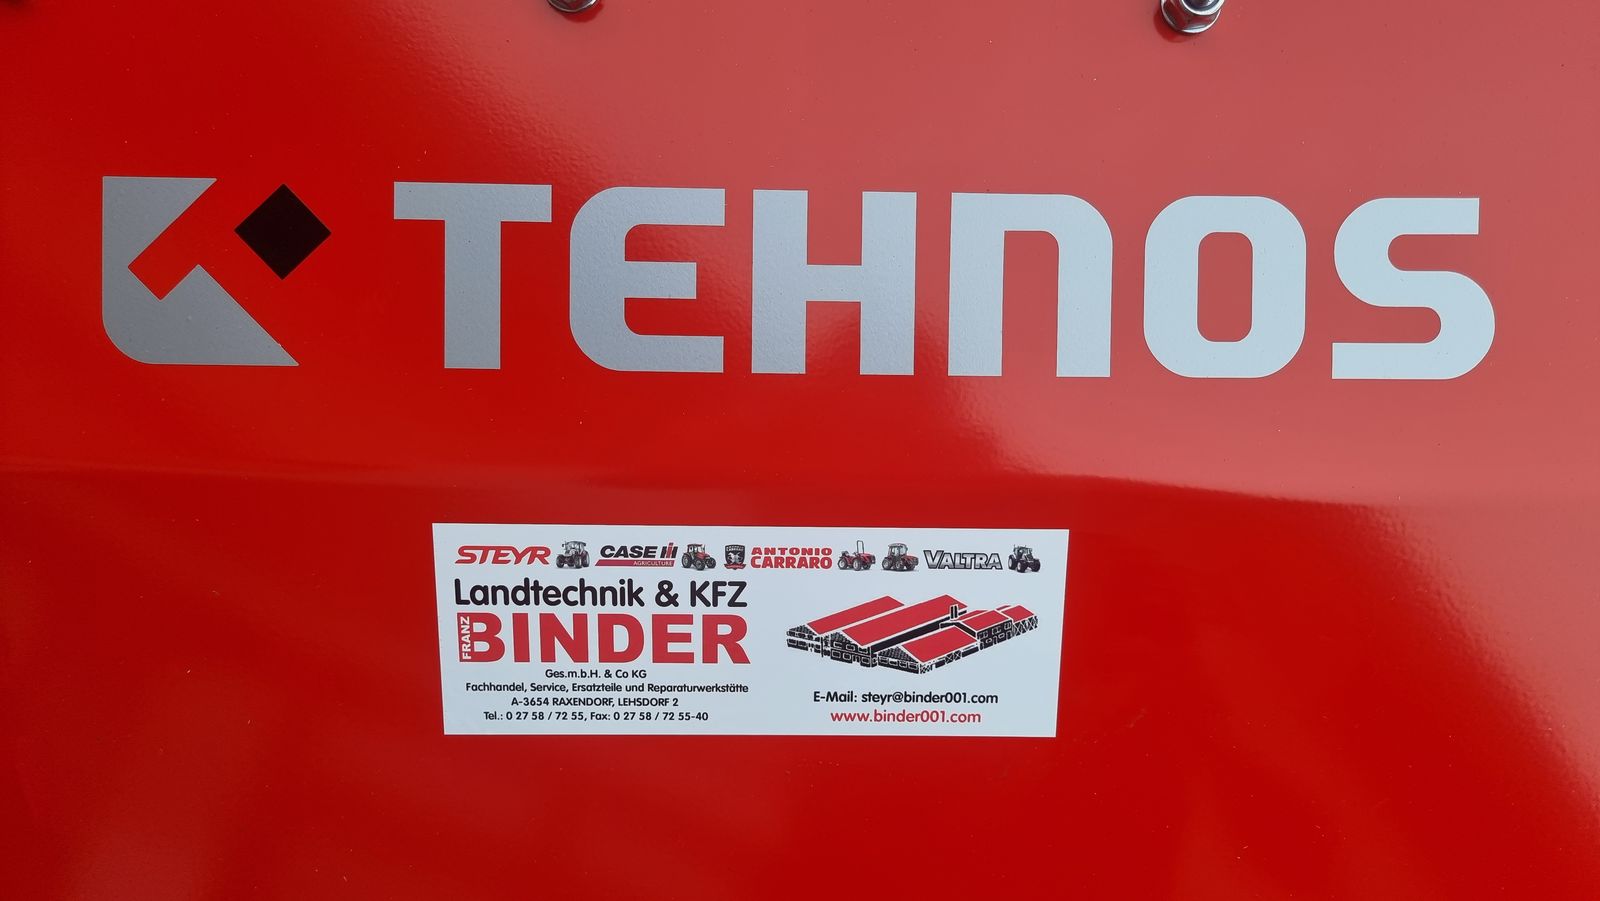 TEHNOS
STEYR CASE IH AGRICULTURE ANTONIO CARRARO VALTRA
Landtechnik & KFZ
FRANZ BINDER
Ges.m.b.H. & Co KG
Fachhandel, Service, Ersatzteile und Reparaturwerkstätte
A-3654 RAXENDORF, LEHSDORF 2
Tel.: 0 27 58 / 72 55, Fax: 0 27 58 / 72 55-40
E-Mail: steyr@binder001.com
www.binder001.com